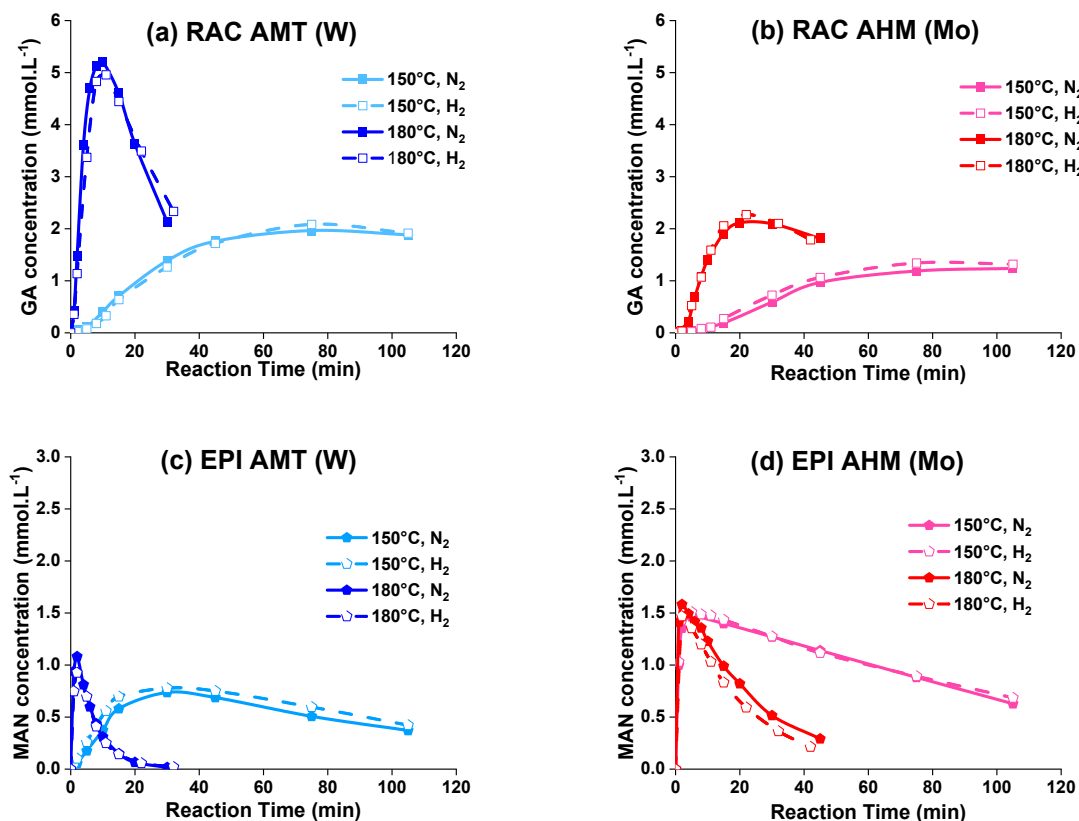 (a) RAC AMT (W)
GA concentration (mmol.L⁻¹)
6
5
4
3
2
1
0
150°C, N₂
150°C, H₂
180°C, N₂
180°C, H₂
0 20 40 60 80 100 120
Reaction Time (min)
(b) RAC AHM (Mo)
GA concentration (mmol.L⁻¹)
6
5
4
3
2
1
0
150°C, N₂
150°C, H₂
180°C, N₂
180°C, H₂
0 20 40 60 80 100 120
Reaction Time (min)
(c) EPI AMT (W)
MAN concentration (mmol.L⁻¹)
3.0
2.5
2.0
1.5
1.0
0.5
0.0
150°C, N₂
150°C, H₂
180°C, N₂
180°C, H₂
0 20 40 60 80 100 120
Reaction Time (min)
(d) EPI AHM (Mo)
MAN concentration (mmol.L⁻¹)
3.0
2.5
2.0
1.5
1.0
0.5
0.0
150°C, N₂
150°C, H₂
180°C, N₂
180°C, H₂
0 20 40 60 80 100 120
Reaction Time (min)